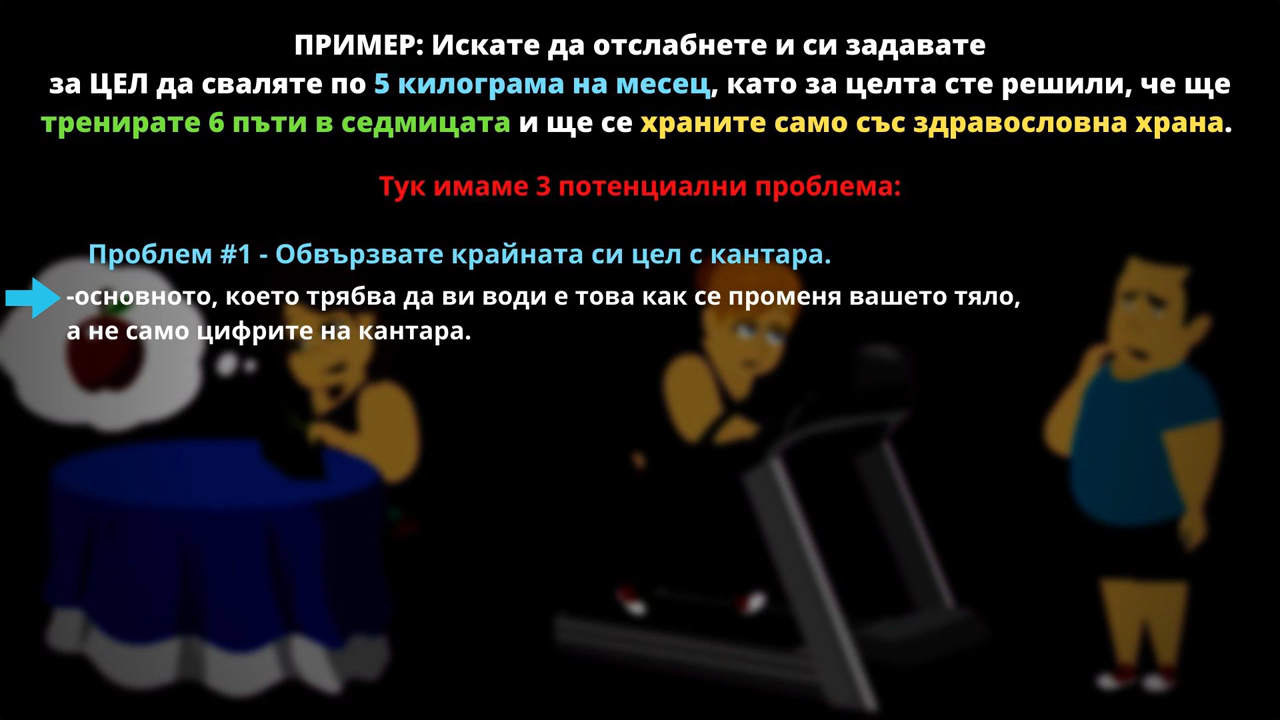 ПРИМЕР: Искате да отслабнете и си задавате
за ЦЕЛ да сваляте по 5 килограма на месец, като за целта сте решили, че ще
тренирате 6 пъти в седмицата и ще се храните само със здравословна храна.
Тук имаме 3 потенциални проблема:
Проблем #1 - Обвързвате крайната си цел с кантара.
-основното, което трябва да ви води е това как се променя вашето тяло,
а не само цифрите на кантара.